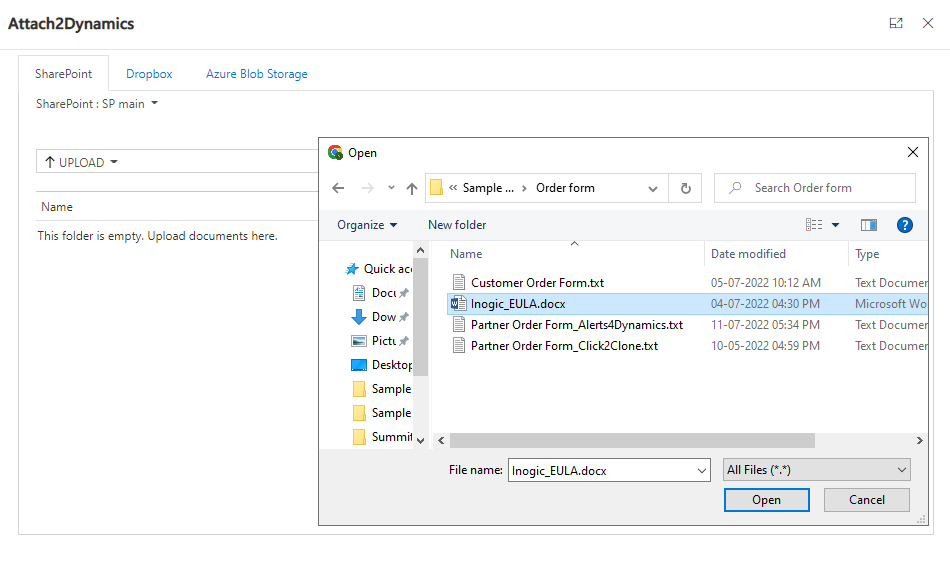 Attach2Dynamics
SharePoint Dropbox Azure Blob Storage
SharePoint : SP main
UPLOAD
Name
This folder is empty. Upload documents here.
Open
« Sample ... › Order form
Search Order form
Organize New folder
Quick acc
Docu
Dow
Pictu
Desktop
Sample
Sample
Summit
Name Date modified Type
Customer Order Form.txt 05-07-2022 10:12 AM Text Documen
Inogic_EULA.docx 04-07-2022 04:30 PM Microsoft Wo
Partner Order Form_Alerts4Dynamics.txt 11-07-2022 05:34 PM Text Documen
Partner Order Form_Click2Clone.txt 10-05-2022 04:59 PM Text Documen
File name: Inogic_EULA.docx All Files (*.*)
Open Cancel